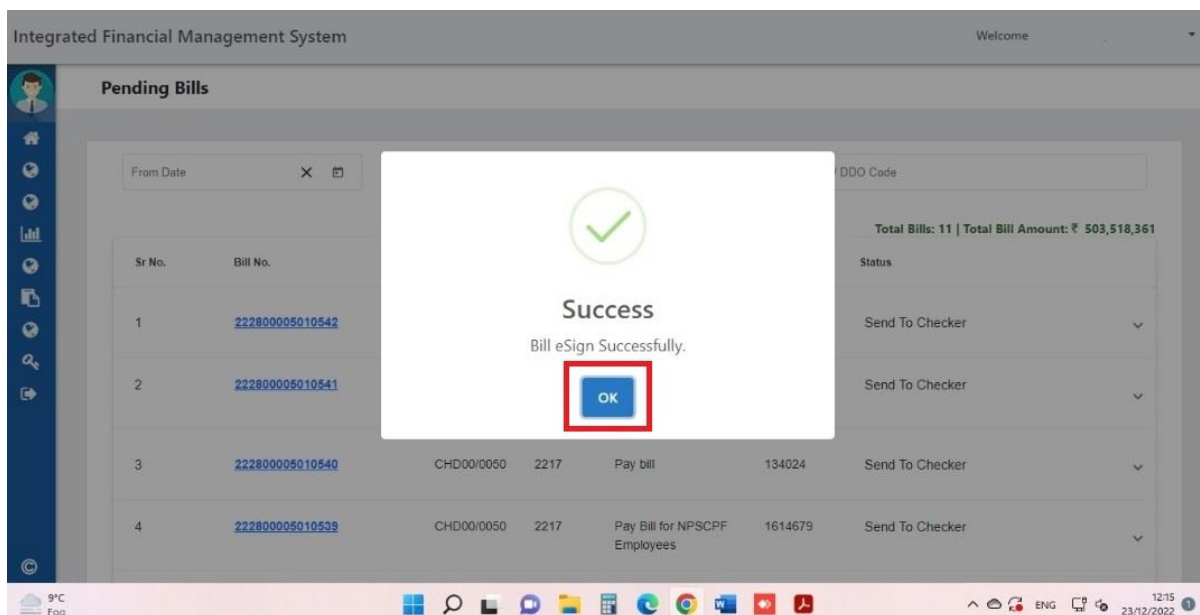 Integrated Financial Management System
Welcome
Pending Bills
From Date
/ DDO Code
Total Bills: 11 | Total Bill Amount: ₹ 503,518,361
Sr No. Bill No. Status
1 222800005010542 Send To Checker
2 222800005010541 Send To Checker
Success
Bill eSign Successfully.
OK
3 222800005010540 CHD00/0050 2217 Pay bill 134024 Send To Checker
4 222800005010539 CHD00/0050 2217 Pay Bill for NPSCPF 1614679 Send To Checker
Employees
©
9°C
Fog
ENG
12:15
23/12/2022